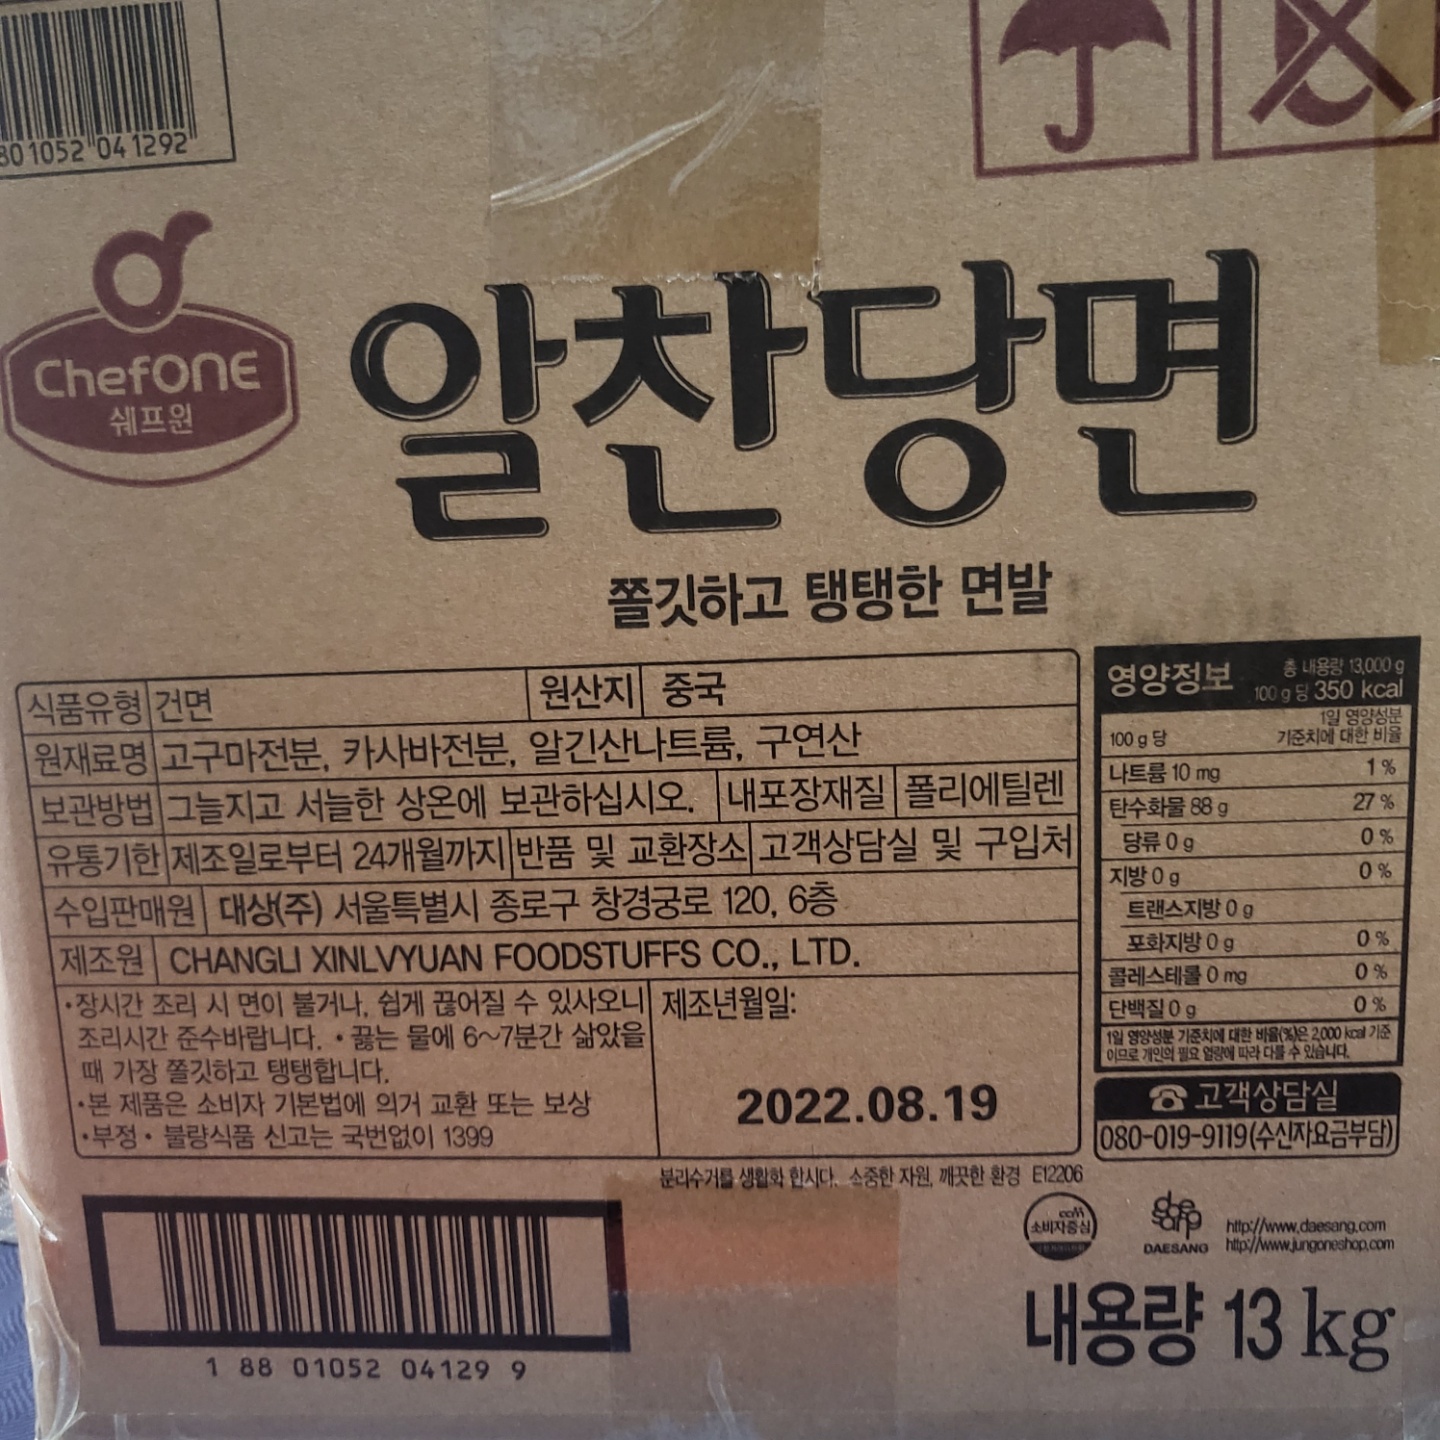 801052 041292
Chefone
쉐프원
알찬당면
쫄깃하고 탱탱한 면발
식품유형 건면 원산지 중국
원재료명 고구마전분, 카사바전분, 알긴산나트륨, 구연산
보관방법 그늘지고 서늘한 상온에 보관하십시오. 내포장재질 폴리에틸렌
유통기한 제조일로부터 24개월까지 반품 및 교환장소 고객상담실 및 구입처
수입판매원 대상(주) 서울특별시 종로구 창경궁로 120, 6층
제조원 CHANGLI XINLVYUAN FOODSTUFFS CO., LTD.
•장시간 조리 시 면이 불거나, 쉽게 끊어질 수 있사오니
조리시간 준수바랍니다. • 끓는 물에 6~7분간 삶았을
때 가장 쫄깃하고 탱탱합니다.
•본 제품은 소비자 기본법에 의거 교환 또는 보상
•부정• 불량식품 신고는 국번없이 1399
제조년월일:
2022.08.19
영양정보 총 내용량 13,000 g
100 g 당 350 kcal
100 g 당 1일 영양성분
기준치에 대한 비율
나트륨 10 mg 1 %
탄수화물 88 g 27 %
당류 0 g 0 %
지방 0 g 0 %
트랜스지방 0 g
포화지방 0 g 0 %
콜레스테롤 0 mg 0 %
단백질 0 g 0 %
1일 영양성분 기준치에 대한 비율(%)은 2,000 kcal 기준
이므로 개인의 필요 열량에 따라 다를 수 있습니다.
☎ 고객상담실
080-019-9119(수신자요금부담)
분리수거를 생활화 합시다. 소중한 자원, 깨끗한 환경 E12206
1 88 01052 04129 9
ccm
소비자중심
daesang
DAESANG
http://www.daesang.com
http://www.jungoneshop.com
내용량 13 kg